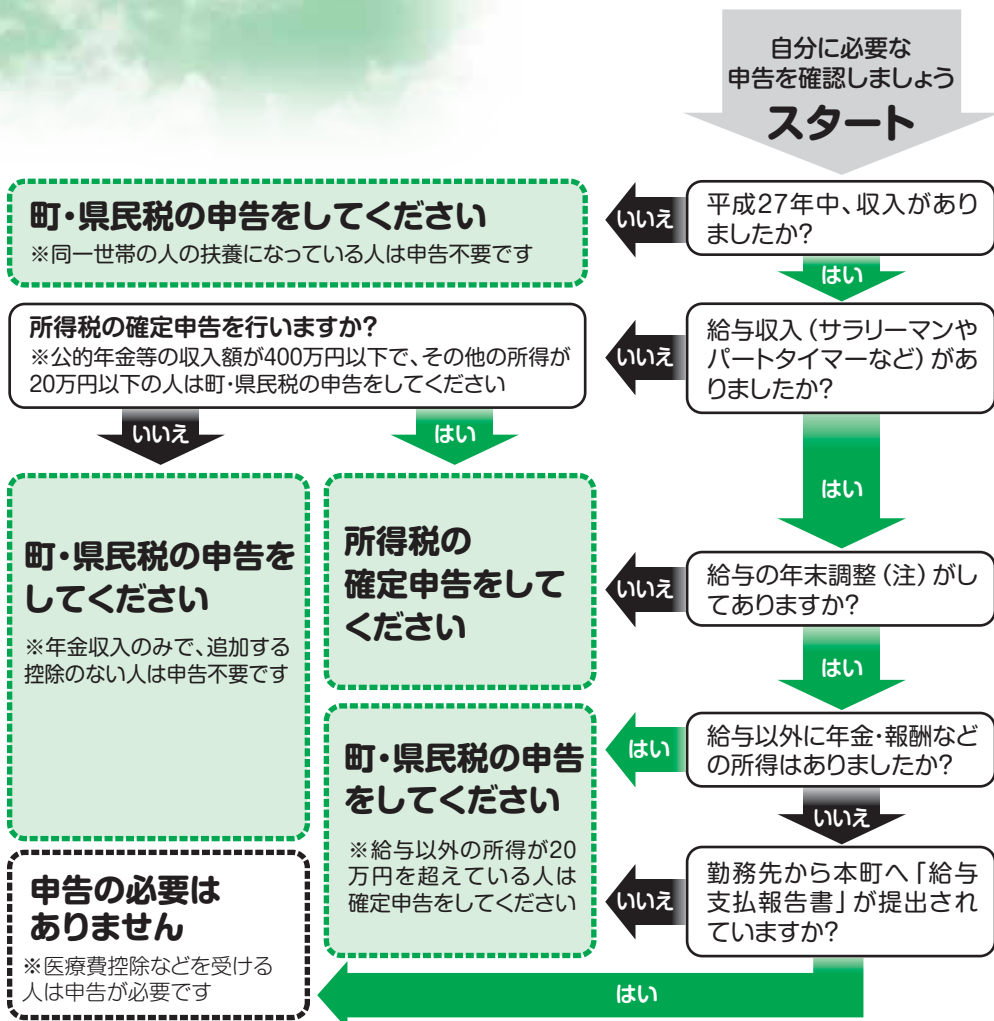 自分に必要な
申告を確認しましょう
スタート
平成27年中、収入があり
ましたか?
いいえ
町・県民税の申告をしてください
※同一世帯の人の扶養になっている人は申告不要です
はい
給与収入(サラリーマンや
パートタイマーなど)があ
りましたか?
いいえ
所得税の確定申告を行いますか?
※公的年金等の収入額が400万円以下で、その他の所得が
20万円以下の人は町・県民税の申告をしてください
いいえ
はい
町・県民税の申告を
してください
※年金収入のみで、追加する
控除のない人は申告不要です
所得税の
確定申告をして
ください
はい
給与の年末調整(注)がし
てありますか?
いいえ
はい
給与以外に年金・報酬など
の所得はありましたか?
はい
町・県民税の申告
をしてください
※給与以外の所得が20
万円を超えている人は
確定申告をしてください
いいえ
勤務先から本町へ「給与
支払報告書」が提出され
ていますか?
いいえ
はい
申告の必要は
ありません
※医療費控除などを受ける
人は申告が必要です